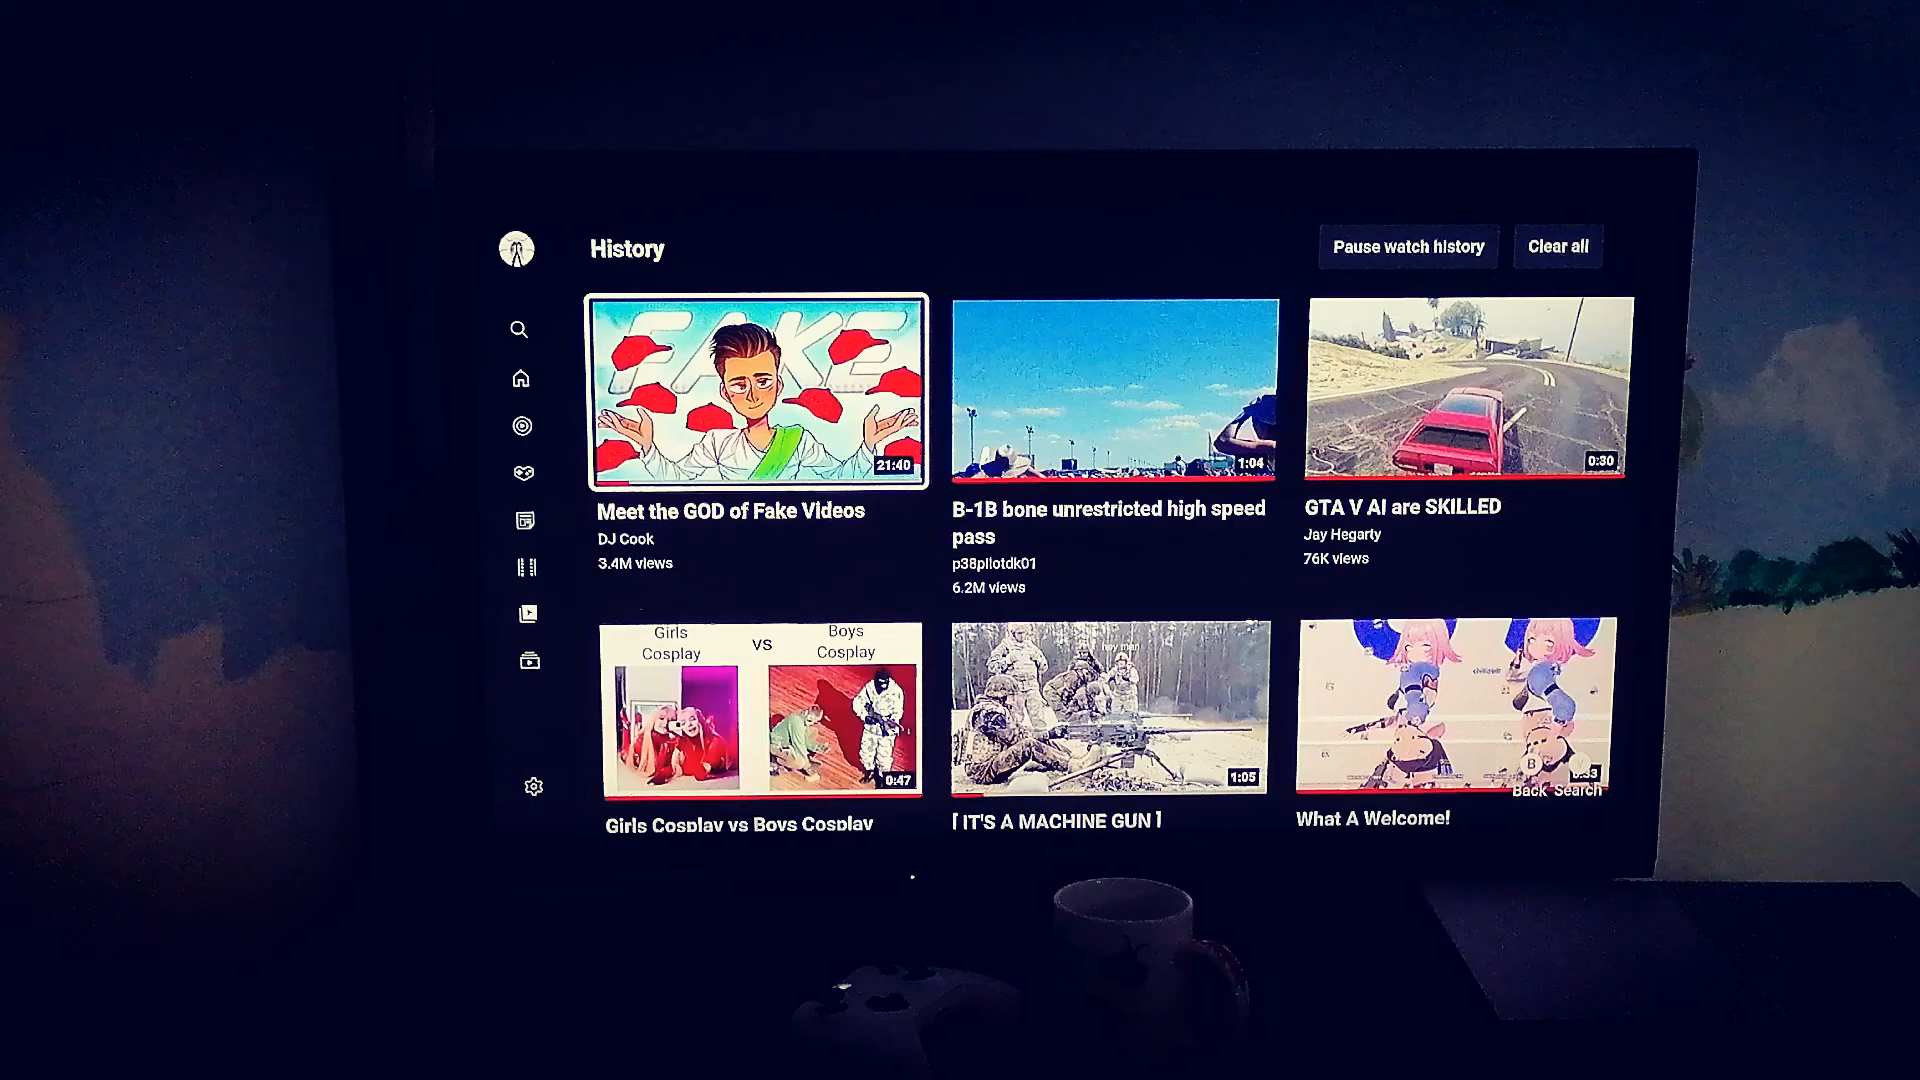 History
Pause watch history
Clear all
FAKE
21:40
1:04
0:30
Meet the GOD of Fake Videos
DJ Cook
3.4M views
B-1B bone unrestricted high speed
pass
p38pilotdk01
6.2M views
GTA V AI are SKILLED
Jay Hegarty
76K views
Girls
Cosplay
VS
Boys
Cosplay
0:47
hey man
1:05
B
Back Search
Girls Cosplay vs Boys Cosplay
[ IT'S A MACHINE GUN ]
What A Welcome!